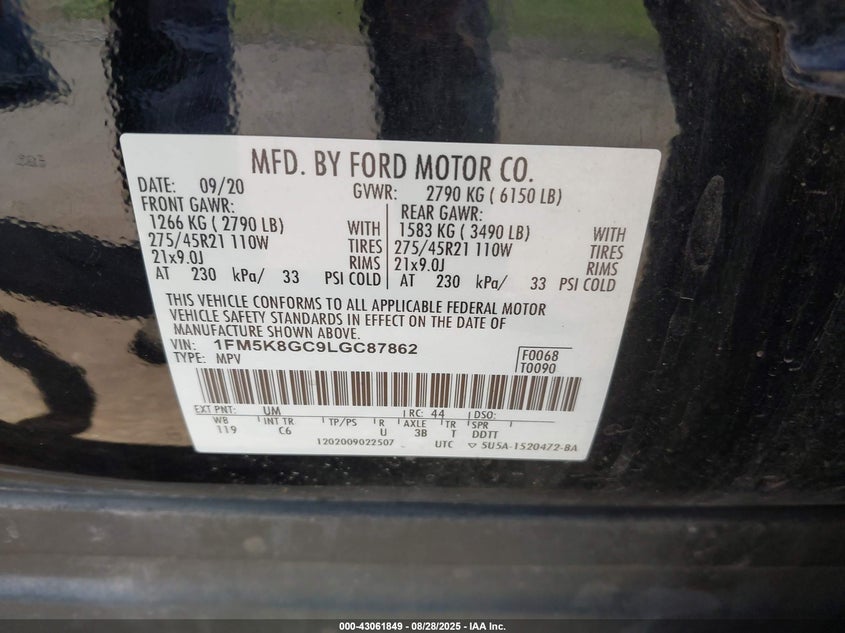 MFD. BY FORD MOTOR CO.
DATE: 09/20 GVWR: 2790 KG ( 6150 LB)
FRONT GAWR: REAR GAWR:
1266 KG ( 2790 LB) WITH 1583 KG ( 3490 LB) WITH
275/45R21 110W TIRES 275/45R21 110W TIRES
21x9.0J RIMS 21x9.0J RIMS
AT 230 kPa/ 33 PSI COLD AT 230 kPa/ 33 PSI COLD
THIS VEHICLE CONFORMS TO ALL APPLICABLE FEDERAL MOTOR
VEHICLE SAFETY STANDARDS IN EFFECT ON THE DATE OF
MANUFACTURE SHOWN ABOVE.
VIN: 1FM5K8GC9LGC87862
TYPE: MPV
F0068
T0090
EXT PNT: UM RC: 44 DSO:
WB INT TR TP/PS R AXLE TR SPR
119 C6 U 3B T DDTT
1202009022507 UTC ▽ 5U5A-1520472-BA
000-43061849 | 08/28/2025 - IAA Inc.